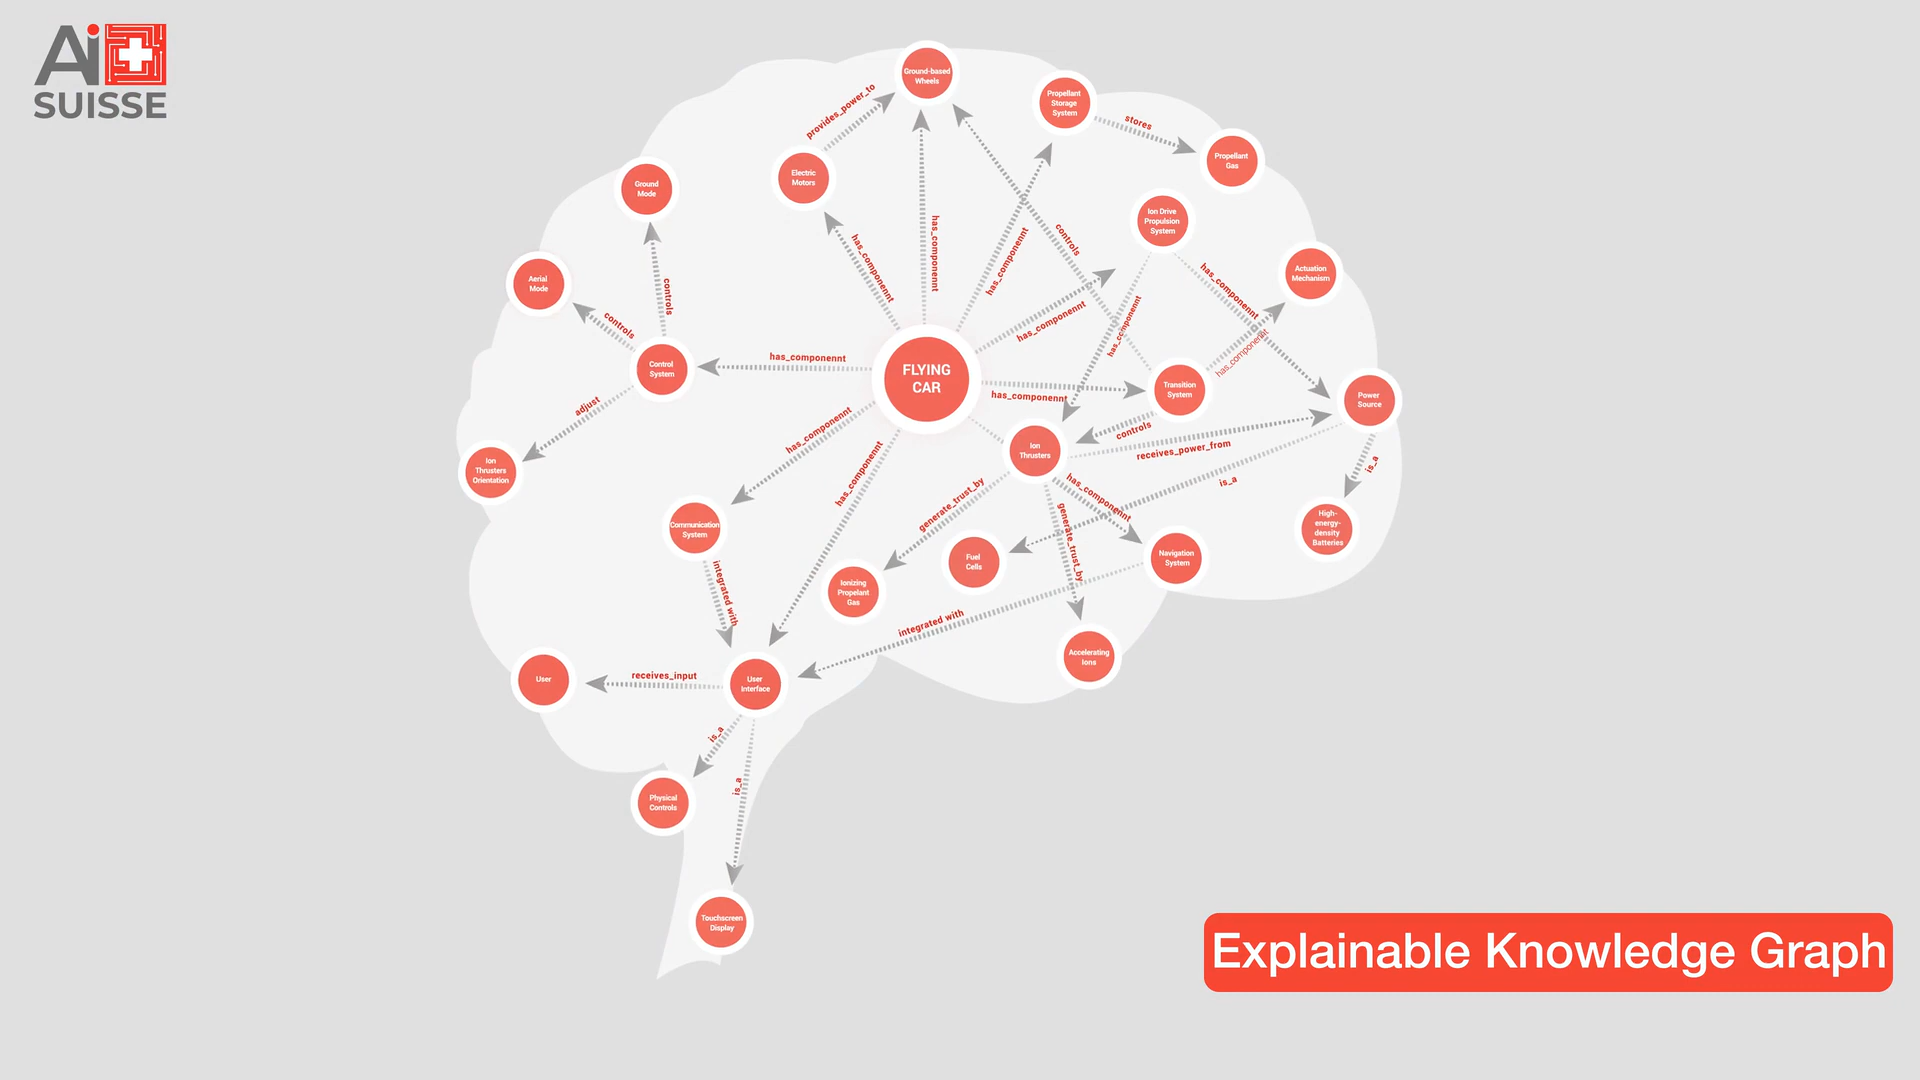 Ai
SUISSE
Ground-based
Wheels
Propellant
Storage
System
provides_power_to
stores
Propellant
Gas
Electric
Motors
Ground
Mode
Ion Drive
Propulsion
System
has_componennt
has_componennt
has_componennt
controls
Actuation
Mechanism
Aerial
Mode
controls
controls
has_componennt
has_componennt
has_componennt
has_componennt
Control
System
has_componennt
FLYING
CAR
has_componennt
Transition
System
Power
Source
adjust
has_componennt
controls
receives_power_from
is_a
is_a
Ion
Thrusters
Ion
Thrusters
Orientation
has_componennt
generate_trust_by
has_componennt
generate_trust_by
Communication
System
High-
energy-
density
Batteries
Fuel
Cells
Navigation
System
Ionizing
Propelant
Gas
integrated with
integrated with
Accelerating
Ions
User
receives_input
User
Interface
is_a
is_a
Physical
Controls
Touchscreen
Display
Explainable Knowledge Graph